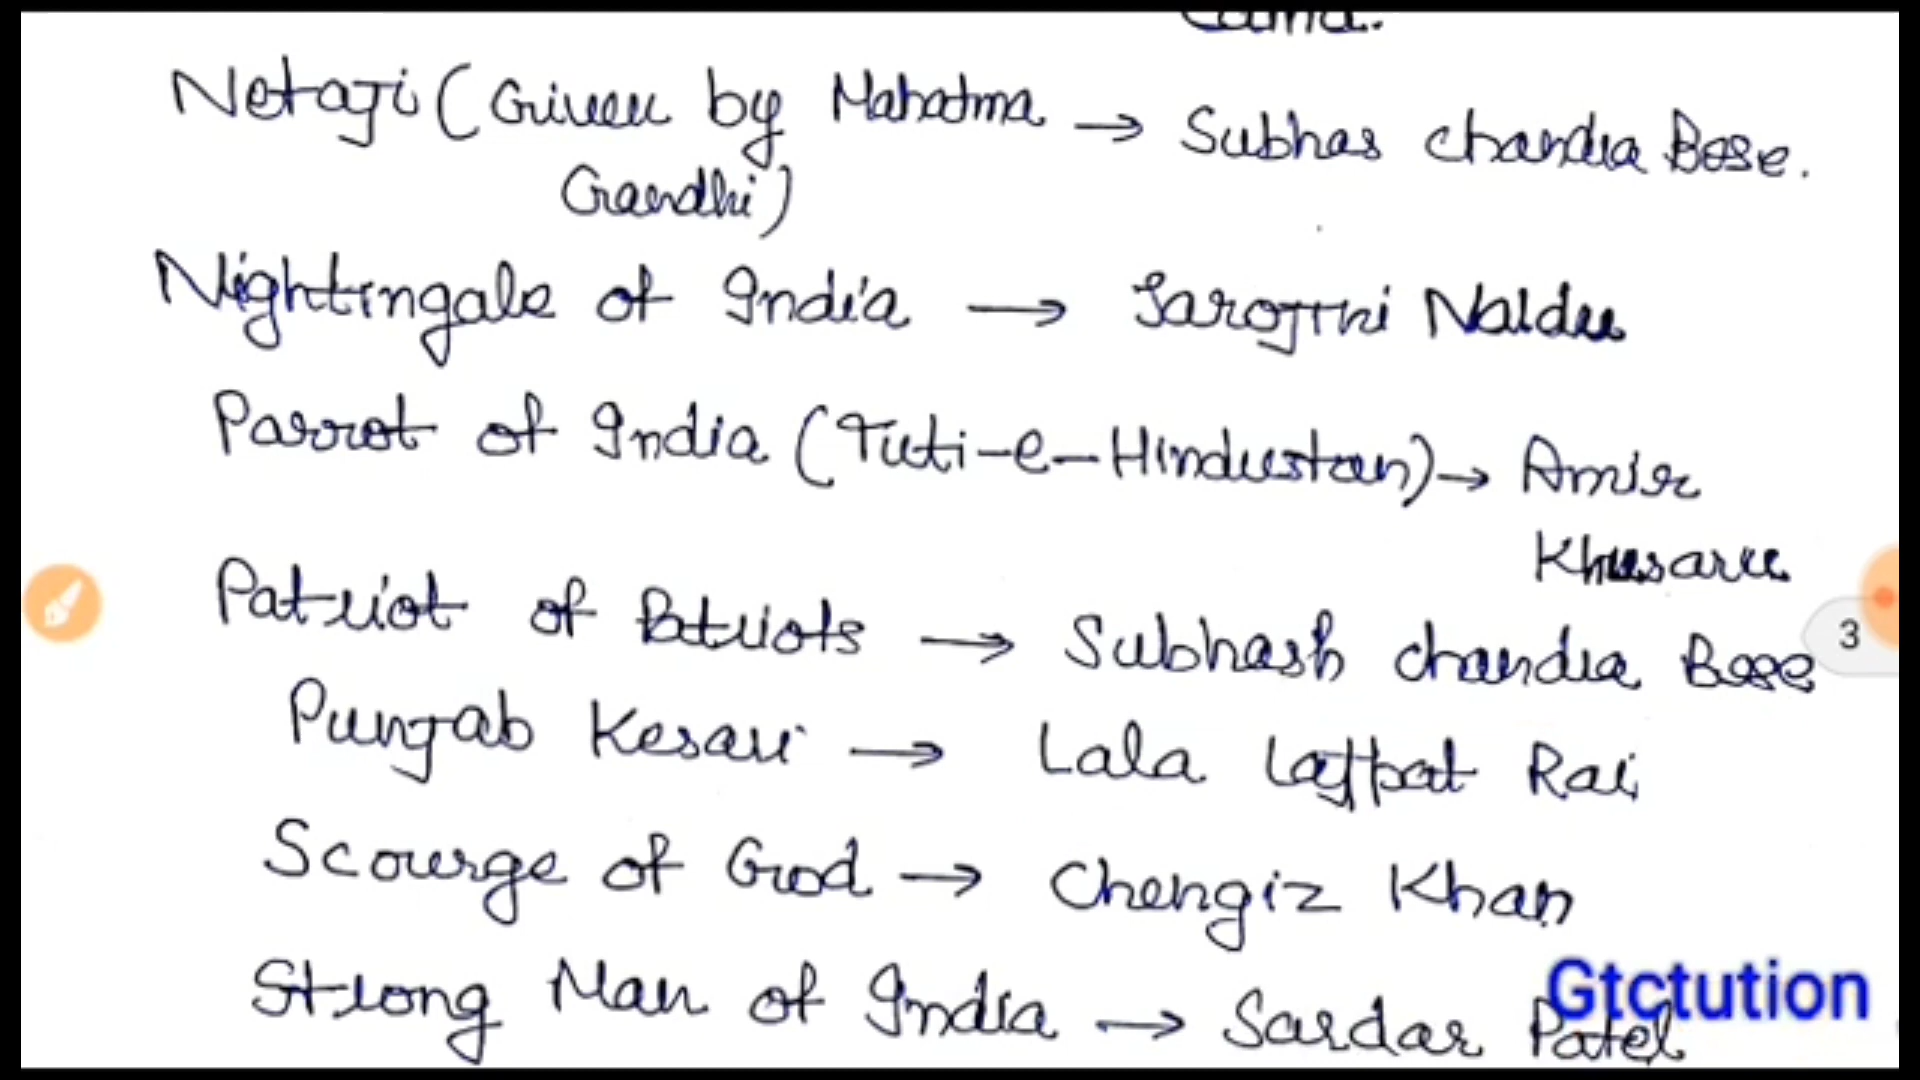 Netaji (Given by Mahatma → Subhas chandra Bose.
Gandhi)
Nightingale of India → Sarojini Naidu
Parrot of India (Tuti-e-Hindustan) → Amir
Khusaru
Patriot of Patriots → Subhash chandra Bose
3
Punjab Kesari → Lala Lajpat Rai
Scourge of God → Chengiz Khan
Strong Man of India → Sardar Patel
Gtctution